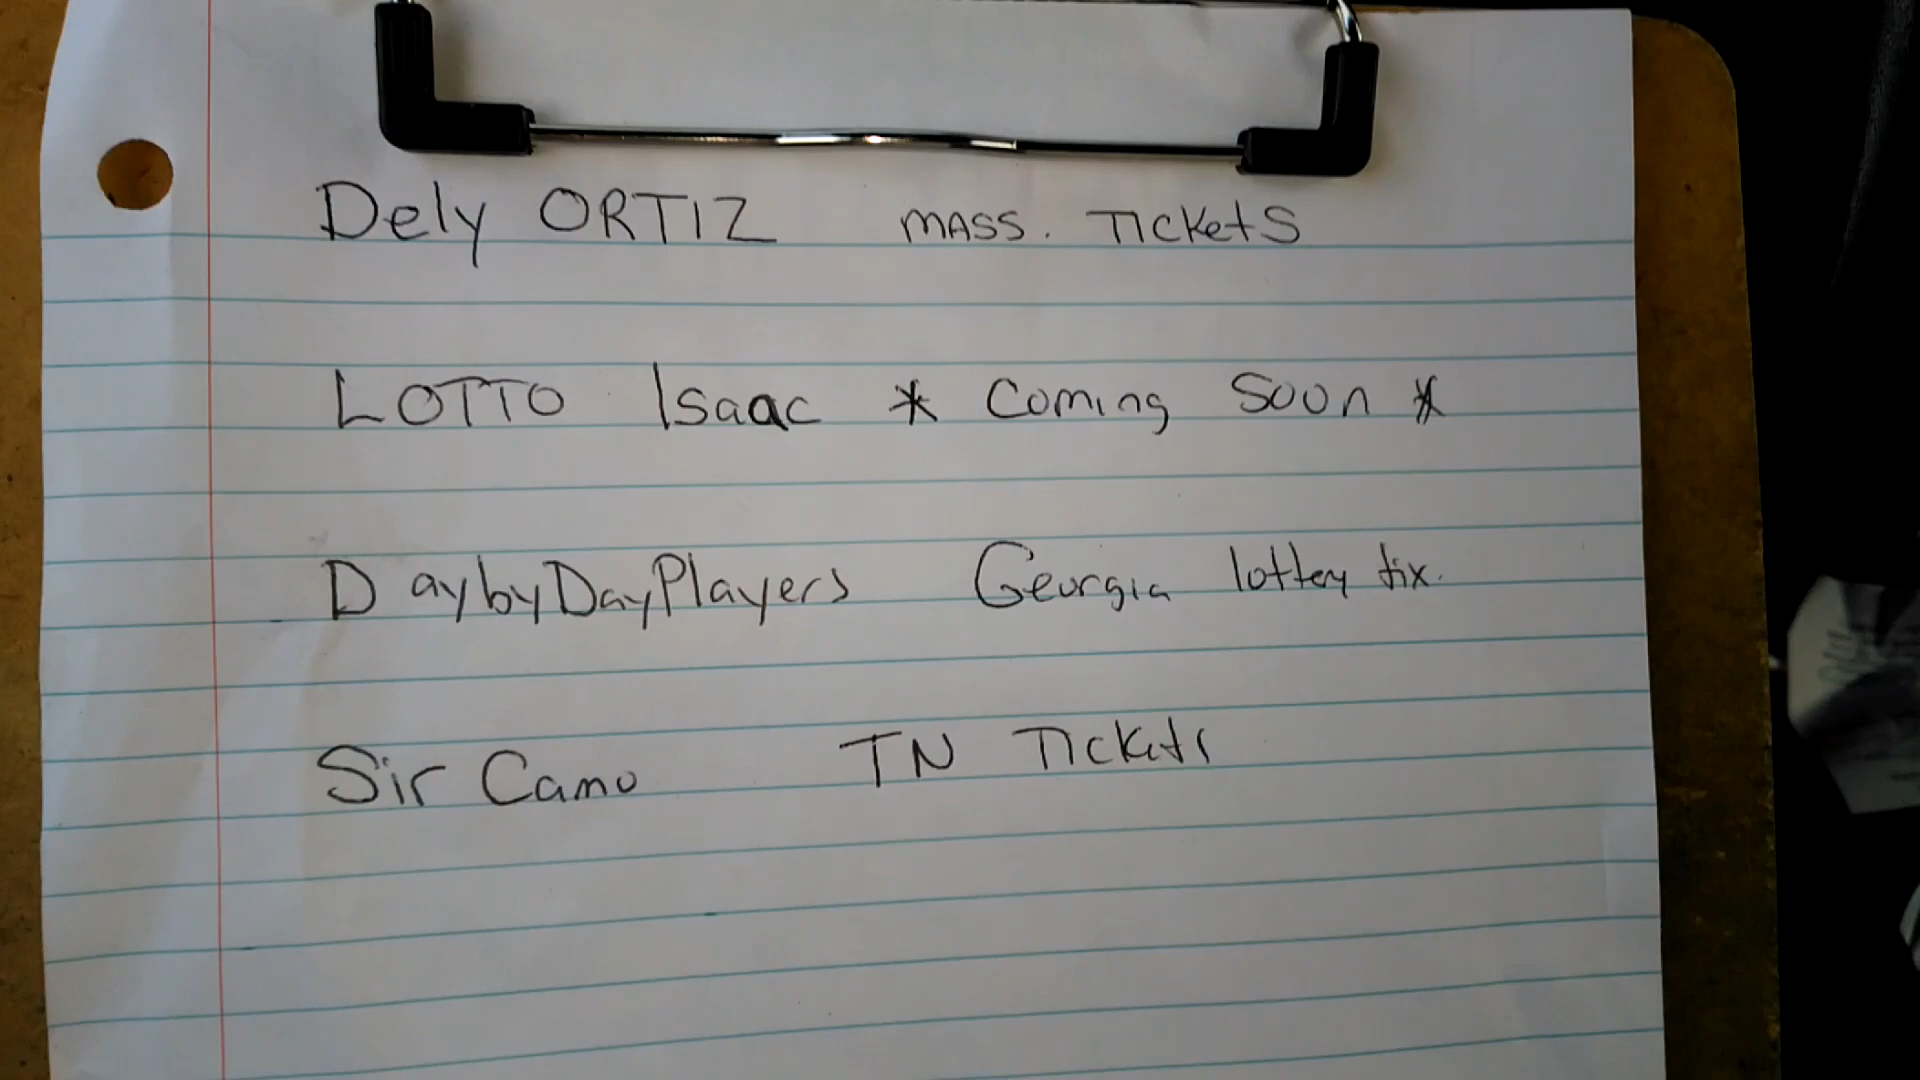 Dely ORTIZ MASS. TICKETS
LOTTO Isaac * Coming Soon *
DaybyDayPlayers Georgia lottery tix.
Sir Camo TN TICKETS